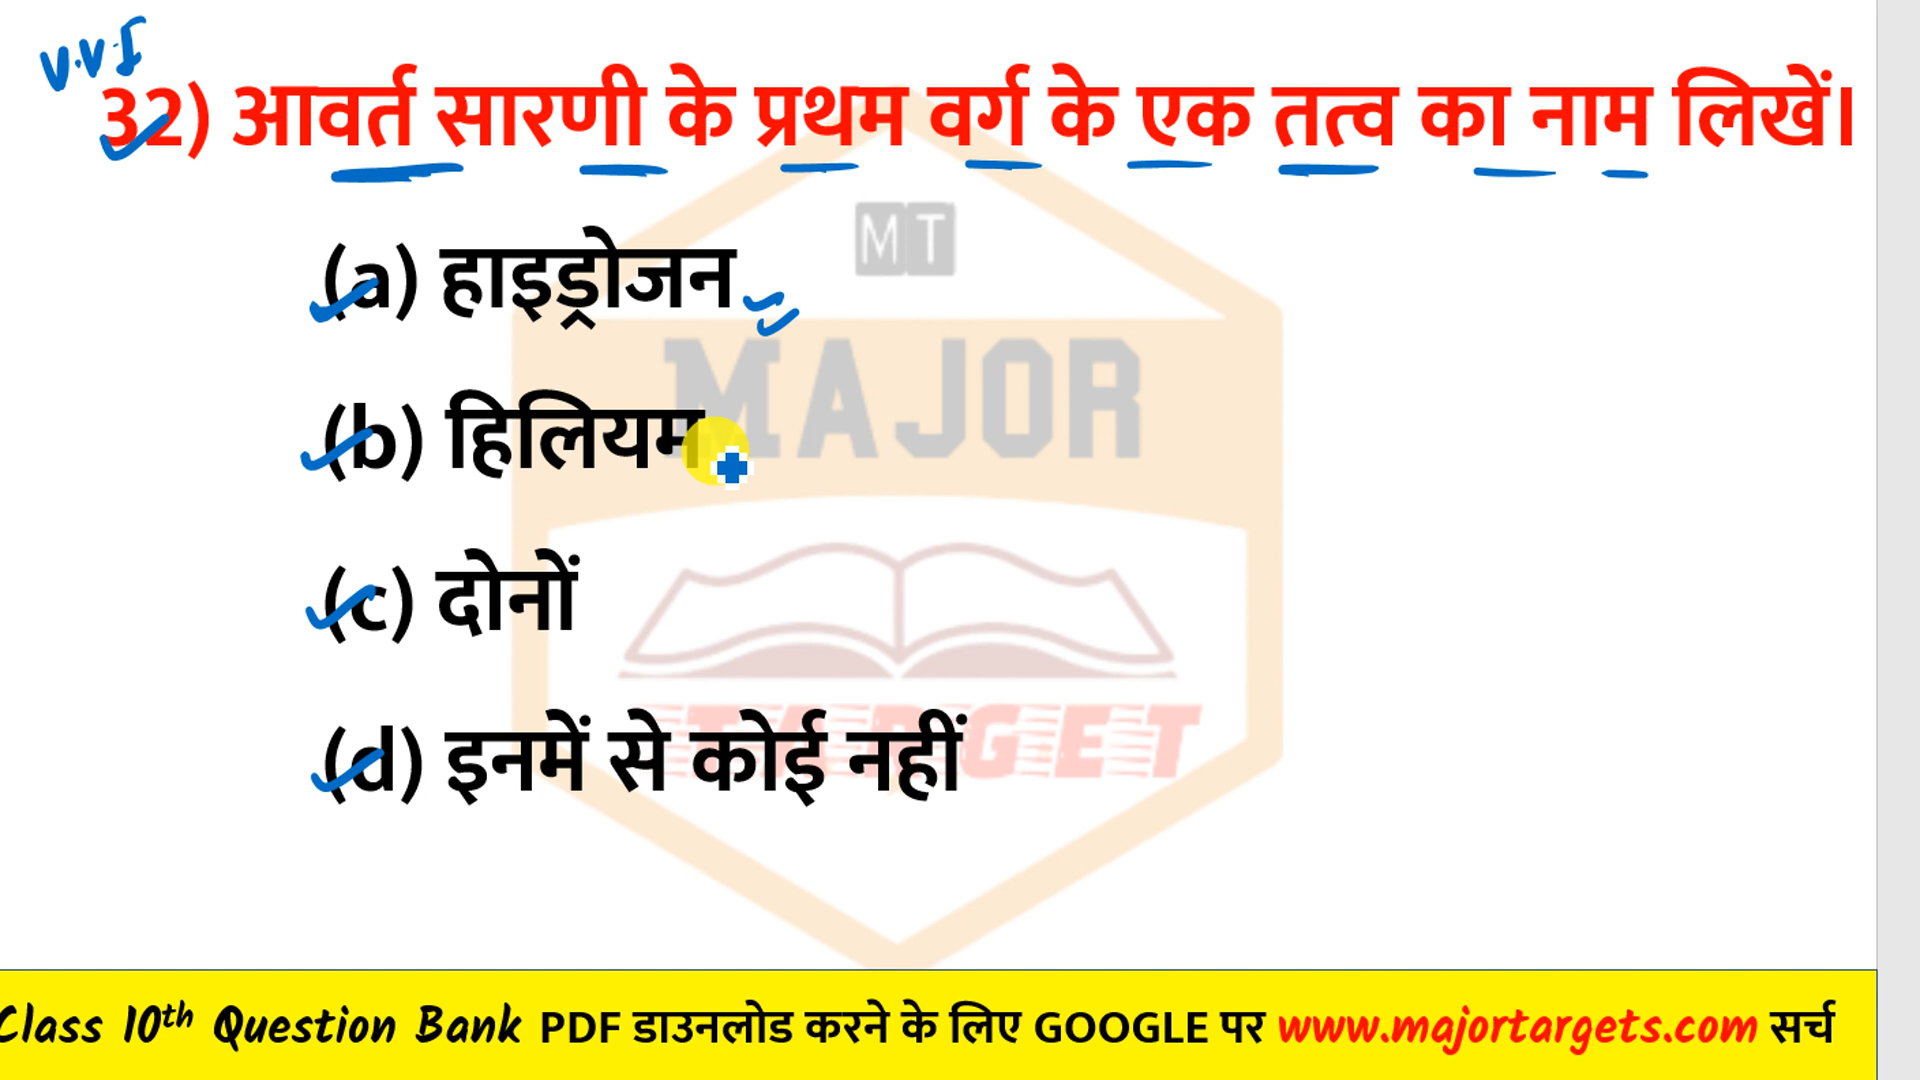 V.V.I
32) आवर्त सारणी के प्रथम वर्ग के एक तत्व का नाम लिखें।
MT
(a) हाइड्रोजन
MAJOR
(b) हिलियम
(c) दोनों
TARGET
(d) इनमें से कोई नहीं
Class 10th Question Bank PDF डाउनलोड करने के लिए GOOGLE पर www.majortargets.com सर्च